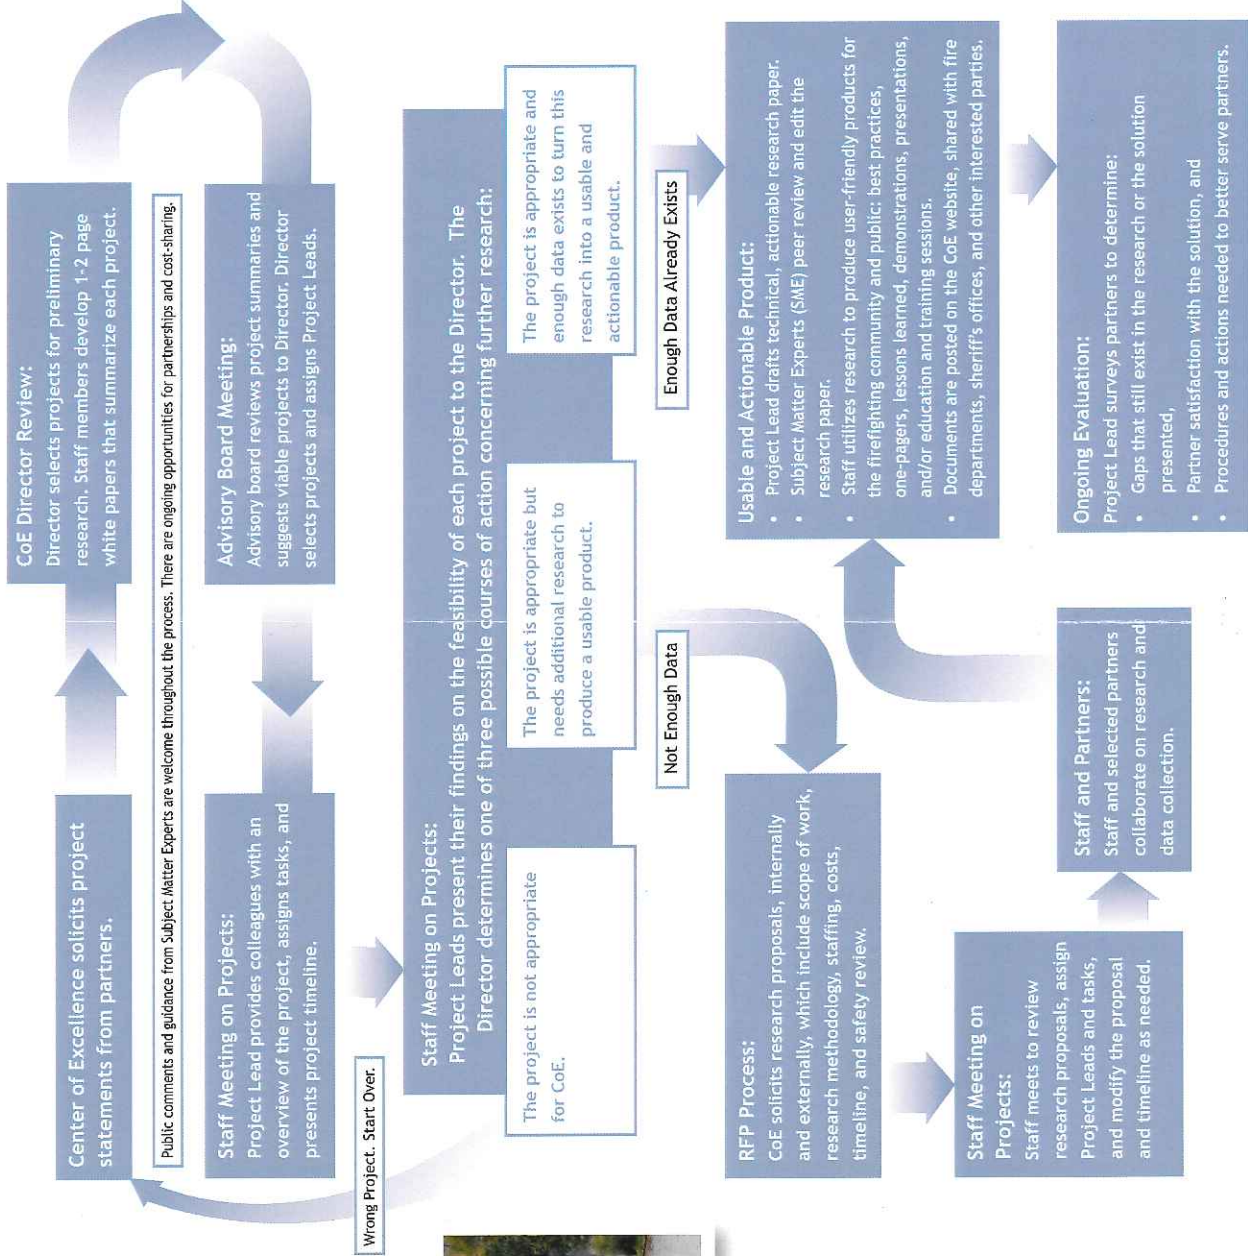 Center of Excellence solicits project
statements from partners.
CoE Director Review:
Director selects projects for preliminary
research. Staff members develop 1-2 page
white papers that summarize each project.
Public comments and guidance from Subject Matter Experts are welcome throughout the process. There are ongoing opportunities for partnerships and cost-sharing.
Advisory Board Meeting:
Advisory board reviews project summaries and
suggests viable projects to Director. Director
selects projects and assigns Project Leads.
Staff Meeting on Projects:
Project Lead provides colleagues with an
overview of the project, assigns tasks, and
presents project timeline.
Wrong Project. Start Over.
Staff Meeting on Projects:
Project Leads present their findings on the feasibility of each project to the Director. The
Director determines one of three possible courses of action concerning further research:
The project is not appropriate
for CoE.
The project is appropriate but
needs additional research to
produce a usable product.
The project is appropriate and
enough data exists to turn this
research into a usable and
actionable product.
Not Enough Data
Enough Data Already Exists
RFP Process:
CoE solicits research proposals, internally
and externally, which include scope of work,
research methodology, staffing, costs,
timeline, and safety review.
Staff Meeting on
Projects:
Staff meets to review
research proposals, assign
Project Leads and tasks,
and modify the proposal
and timeline as needed.
Staff and Partners:
Staff and selected partners
collaborate on research and
data collection.
Usable and Actionable Product:
• Project Lead drafts technical, actionable research paper.
• Subject Matter Experts (SME) peer review and edit the
research paper.
• Staff utilizes research to produce user-friendly products for
the firefighting community and public: best practices,
one-pagers, lessons learned, demonstrations, presentations,
and/or education and training sessions.
• Documents are posted on the CoE website, shared with fire
departments, sheriff's offices, and other interested parties.
Ongoing Evaluation:
Project Lead surveys partners to determine:
• Gaps that still exist in the research or the solution
presented,
• Partner satisfaction with the solution, and
• Procedures and actions needed to better serve partners.